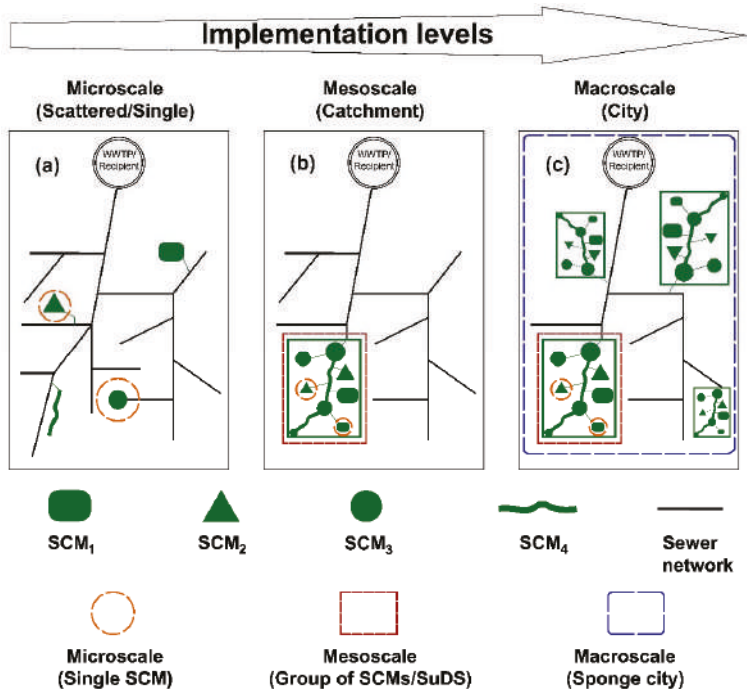 Implementation levels
Microscale
(Scattered/Single)
Mesoscale
(Catchment)
Macroscale
(City)
(a)
WWTP/
Recipient
(b)
WWTP/
Recipient
(c)
WWTP/
Recipient
SCM₁
SCM₂
SCM₃
SCM₄
Sewer
network
Microscale
(Single SCM)
Mesoscale
(Group of SCMs/SuDS)
Macroscale
(Sponge city)